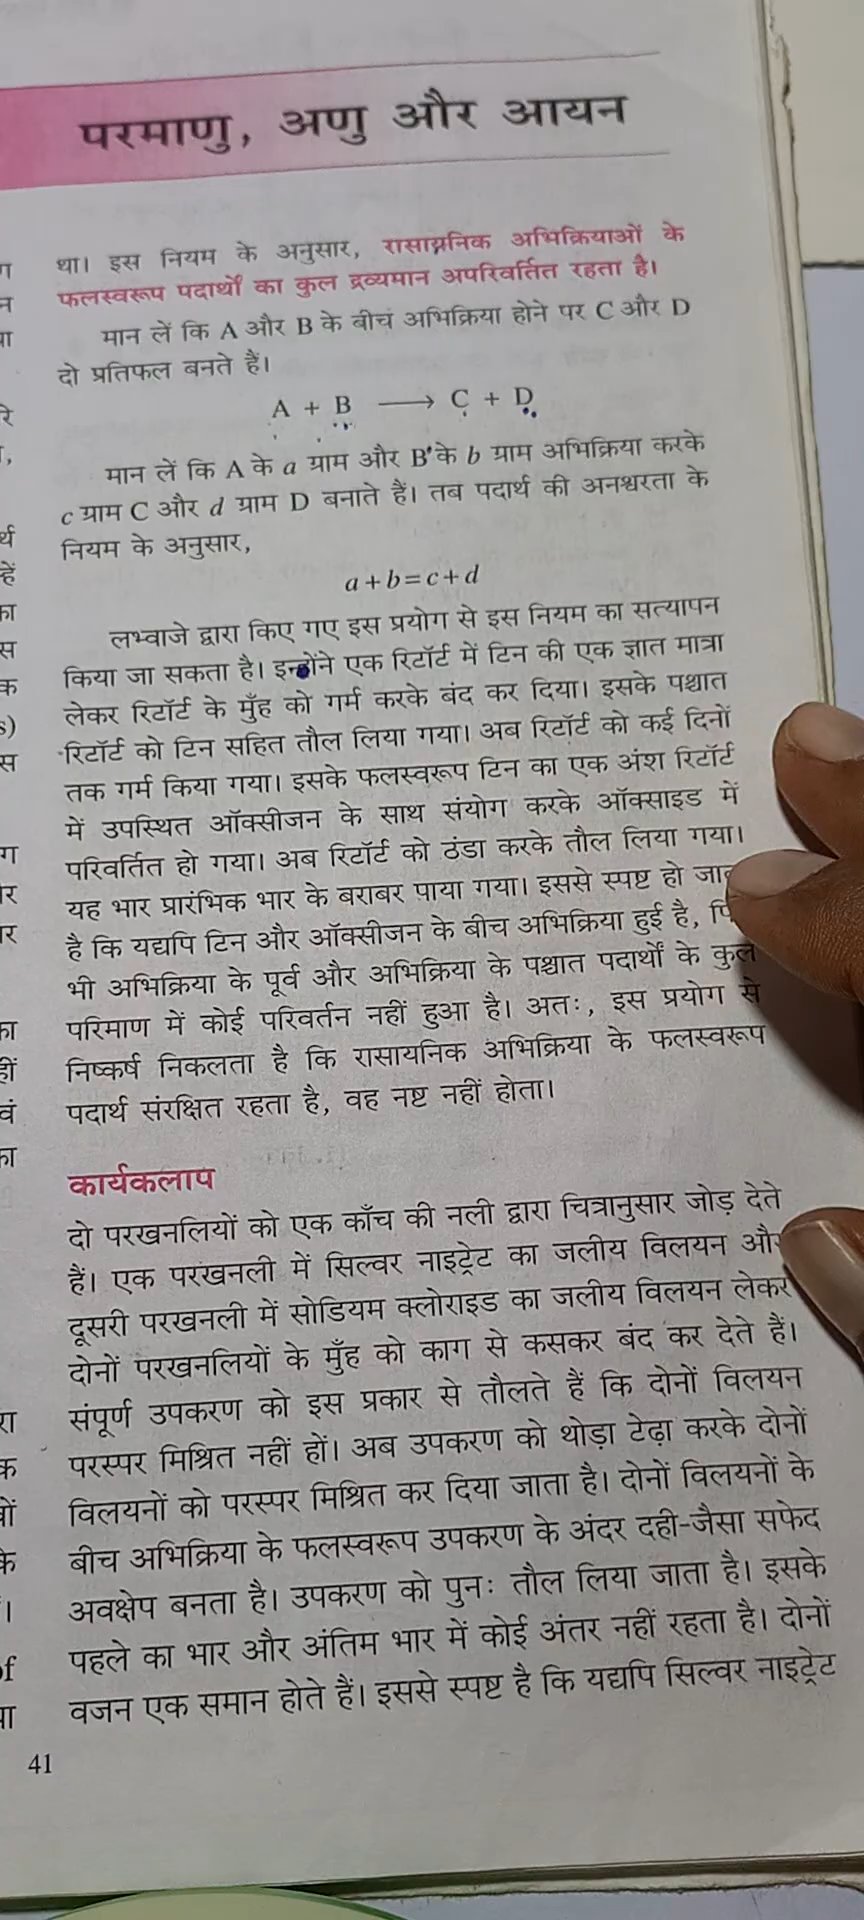 परमाणु, अणु और आयन
था। इस नियम के अनुसार, रासायनिक अभिक्रियाओं के
फलस्वरूप पदार्थों का कुल द्रव्यमान अपरिवर्तित रहता है।
मान लें कि A और B के बीच अभिक्रिया होने पर C और D
दो प्रतिफल बनते हैं।
A + B ⟶ C + D
मान लें कि A के a ग्राम और B के b ग्राम अभिक्रिया करके
c ग्राम C और d ग्राम D बनाते हैं। तब पदार्थ की अनश्वरता के
नियम के अनुसार,
a+b=c+d
लभ्वाजे द्वारा किए गए इस प्रयोग से इस नियम का सत्यापन
किया जा सकता है। इन्होंने एक रिटॉर्ट में टिन की एक ज्ञात मात्रा
लेकर रिटॉर्ट के मुँह को गर्म करके बंद कर दिया। इसके पश्चात
रिटॉर्ट को टिन सहित तौल लिया गया। अब रिटॉर्ट को कई दिनों
तक गर्म किया गया। इसके फलस्वरूप टिन का एक अंश रिटॉर्ट
में उपस्थित ऑक्सीजन के साथ संयोग करके ऑक्साइड में
परिवर्तित हो गया। अब रिटॉर्ट को ठंडा करके तौल लिया गया।
यह भार प्रारंभिक भार के बराबर पाया गया। इससे स्पष्ट हो
है कि यद्यपि टिन और ऑक्सीजन के बीच अभिक्रिया हुई है,
भी अभिक्रिया के पूर्व और अभिक्रिया के पश्चात पदार्थों के कुल
परिमाण में कोई परिवर्तन नहीं हुआ है। अतः, इस प्रयोग से
निष्कर्ष निकलता है कि रासायनिक अभिक्रिया के फलस्वरूप
पदार्थ संरक्षित रहता है, वह नष्ट नहीं होता।
कार्यकलाप
दो परखनलियों को एक काँच की नली द्वारा चित्रानुसार जोड़ देते
हैं। एक परखनली में सिल्वर नाइट्रेट का जलीय विलयन और
दूसरी परखनली में सोडियम क्लोराइड का जलीय विलयन लेकर
दोनों परखनलियों के मुँह को काग से कसकर बंद कर देते हैं।
संपूर्ण उपकरण को इस प्रकार से तौलते हैं कि दोनों विलयन
परस्पर मिश्रित नहीं हों। अब उपकरण को थोड़ा टेढ़ा करके दोनों
विलयनों को परस्पर मिश्रित कर दिया जाता है। दोनों विलयनों के
बीच अभिक्रिया के फलस्वरूप उपकरण के अंदर दही-जैसा सफेद
अवक्षेप बनता है। उपकरण को पुनः तौल लिया जाता है। इसके
पहले का भार और अंतिम भार में कोई अंतर नहीं रहता है। दोनों
वजन एक समान होते हैं। इससे स्पष्ट है कि यद्यपि सिल्वर नाइट्रेट
41